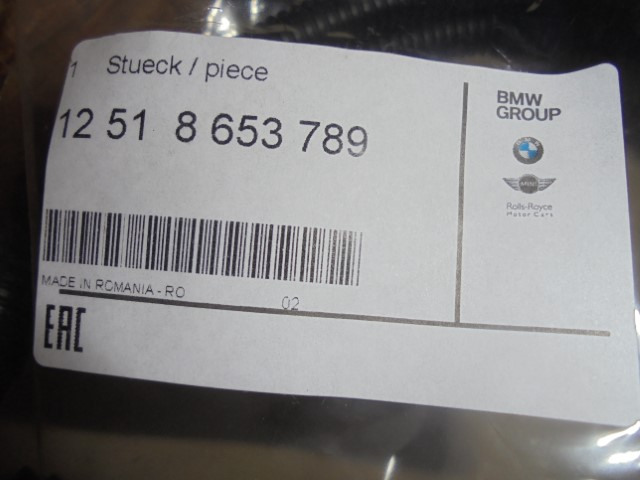 1 Stueck / piece
12 51 8 653 789
MADE IN ROMANIA - RO 02
EAC
BMW
GROUP
Rolls-Royce
Motor Cars